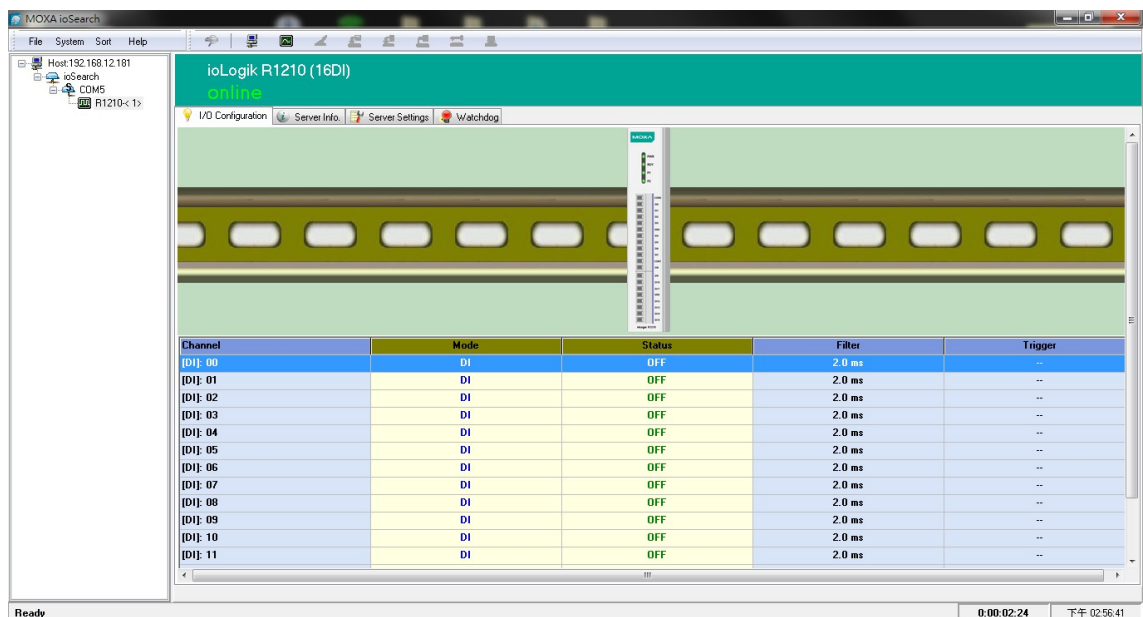 MOXA ioSearch
File System Sort Help
Host:192.168.12.181
ioSearch
COM5
R1210-< 1>
ioLogik R1210 (16DI)
online
I/O Configuration Server Info. Server Settings Watchdog
MOXA
Channel Mode Status Filter Trigger
[DI]: 00 DI OFF 2.0 ms --
[DI]: 01 DI OFF 2.0 ms --
[DI]: 02 DI OFF 2.0 ms --
[DI]: 03 DI OFF 2.0 ms --
[DI]: 04 DI OFF 2.0 ms --
[DI]: 05 DI OFF 2.0 ms --
[DI]: 06 DI OFF 2.0 ms --
[DI]: 07 DI OFF 2.0 ms --
[DI]: 08 DI OFF 2.0 ms --
[DI]: 09 DI OFF 2.0 ms --
[DI]: 10 DI OFF 2.0 ms --
[DI]: 11 DI OFF 2.0 ms --
Ready 0:00:02:24 下午 02:56:41